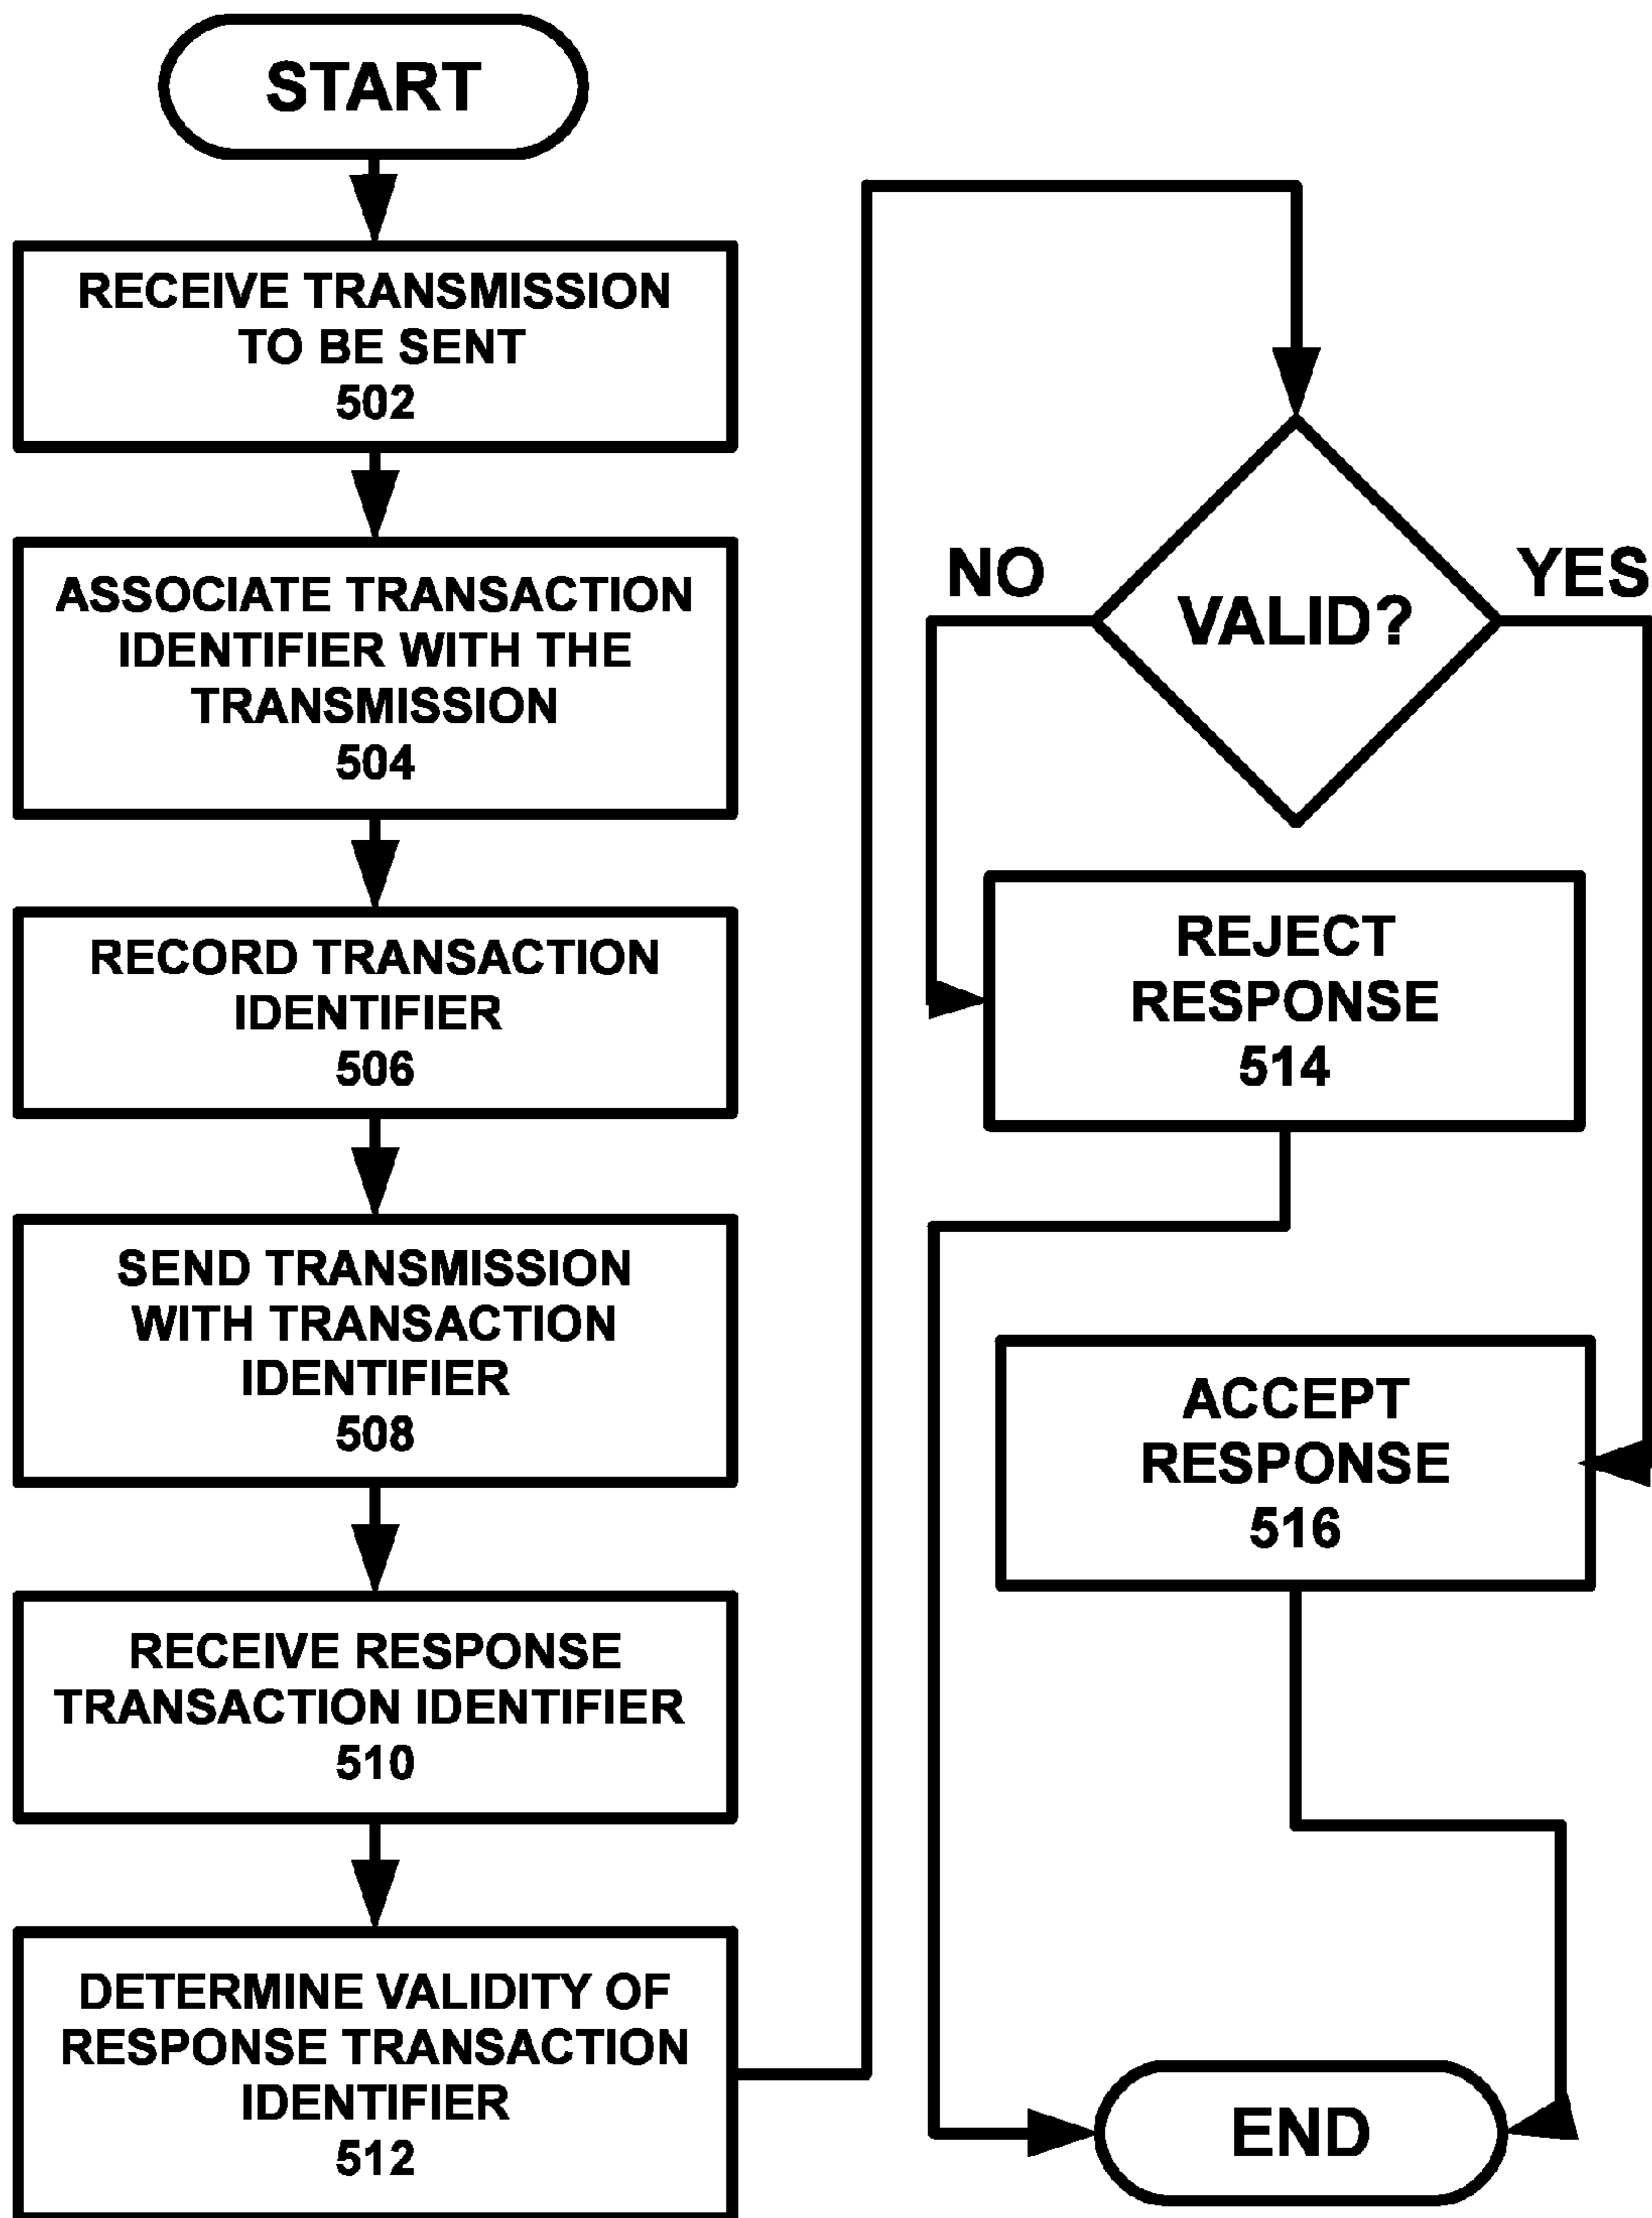 START
RECEIVE TRANSMISSION
TO BE SENT
502
ASSOCIATE TRANSACTION
IDENTIFIER WITH THE
TRANSMISSION
504
RECORD TRANSACTION
IDENTIFIER
506
SEND TRANSMISSION
WITH TRANSACTION
IDENTIFIER
508
RECEIVE RESPONSE
TRANSACTION IDENTIFIER
510
DETERMINE VALIDITY OF
RESPONSE TRANSACTION
IDENTIFIER
512
VALID?
NO
YES
REJECT
RESPONSE
514
ACCEPT
RESPONSE
516
END